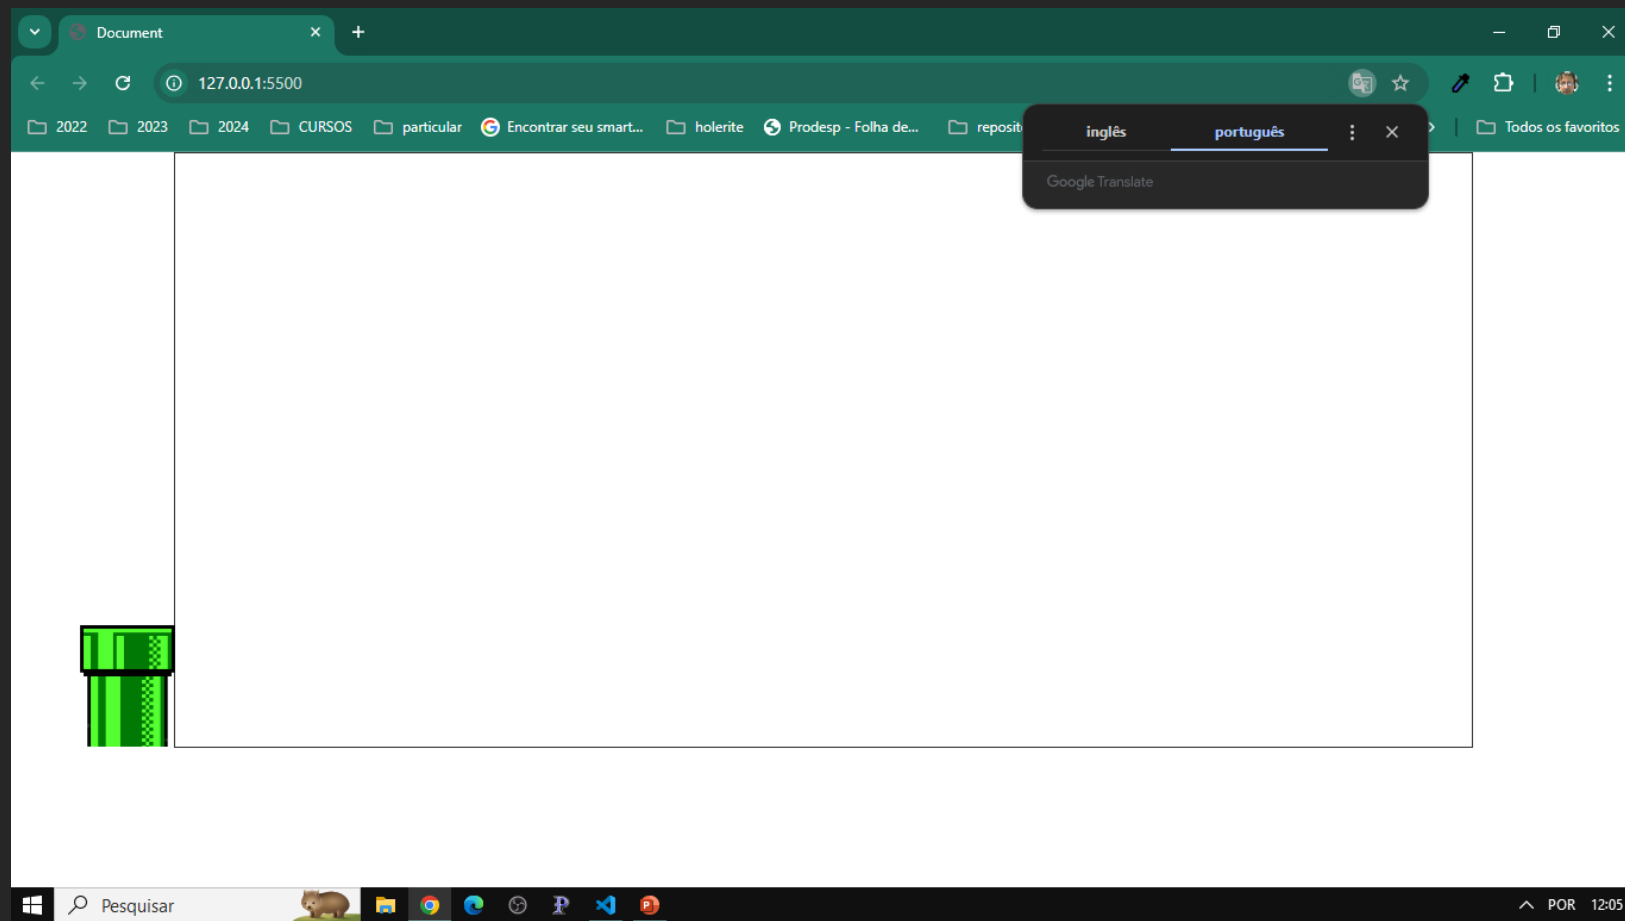 Document
127.0.0.1:5500
2022 2023 2024 CURSOS particular Encontrar seu smart... holerite Prodesp - Folha de... reposit Todos os favoritos
inglês português
Google Translate
Pesquisar POR 12:05